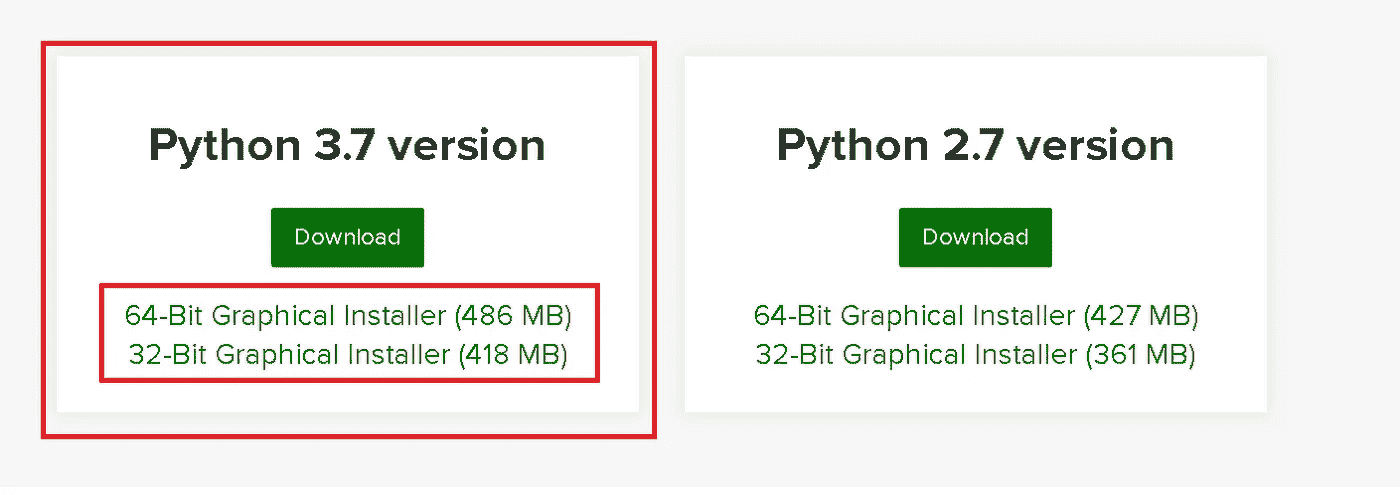 Python 3.7 version
Download
64-Bit Graphical Installer (486 MB)
32-Bit Graphical Installer (418 MB)
Python 2.7 version
Download
64-Bit Graphical Installer (427 MB)
32-Bit Graphical Installer (361 MB)